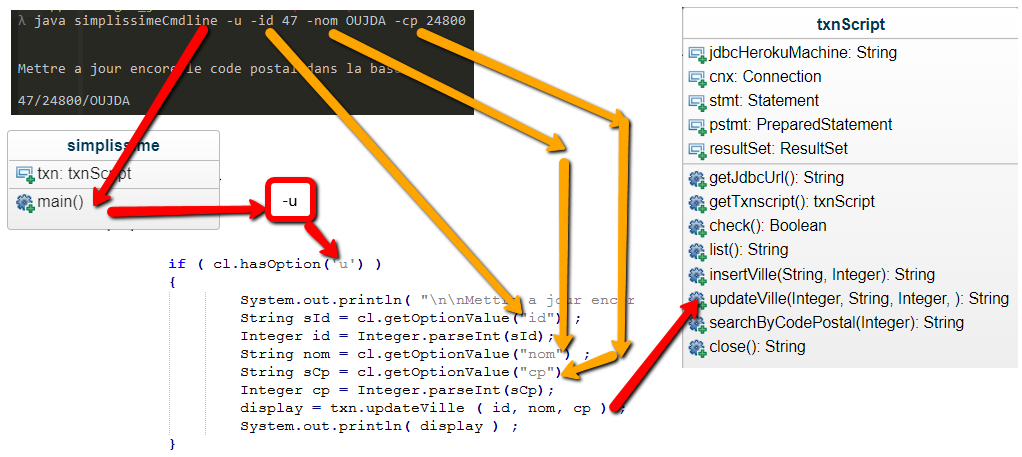 λ java simplissimeCmdline -u -id 47 -nom OUJDA -cp 24800
Mettre a jour encore le code postal dans la base
47/24800/OUJDA
simplissime
txn: txnScript
main()
-u
if ( cl.hasOption('u') )
{
System.out.println( "\n\nMettre a jour encor
String sId = cl.getOptionValue("id") ;
Integer id = Integer.parseInt(sId);
String nom = cl.getOptionValue("nom") ;
String sCp = cl.getOptionValue("cp")
Integer cp = Integer.parseInt(sCp);
display = txn.updateVille ( id, nom, cp ) ;
System.out.println( display ) ;
}
txnScript
jdbcHerokuMachine: String
cnx: Connection
stmt: Statement
pstmt: PreparedStatement
resultSet: ResultSet
getJdbcUrl(): String
getTxnscript(): txnScript
check(): Boolean
list(): String
insertVille(String, Integer): String
updateVille(Integer, String, Integer, ): String
searchByCodePostal(Integer): String
close(): String